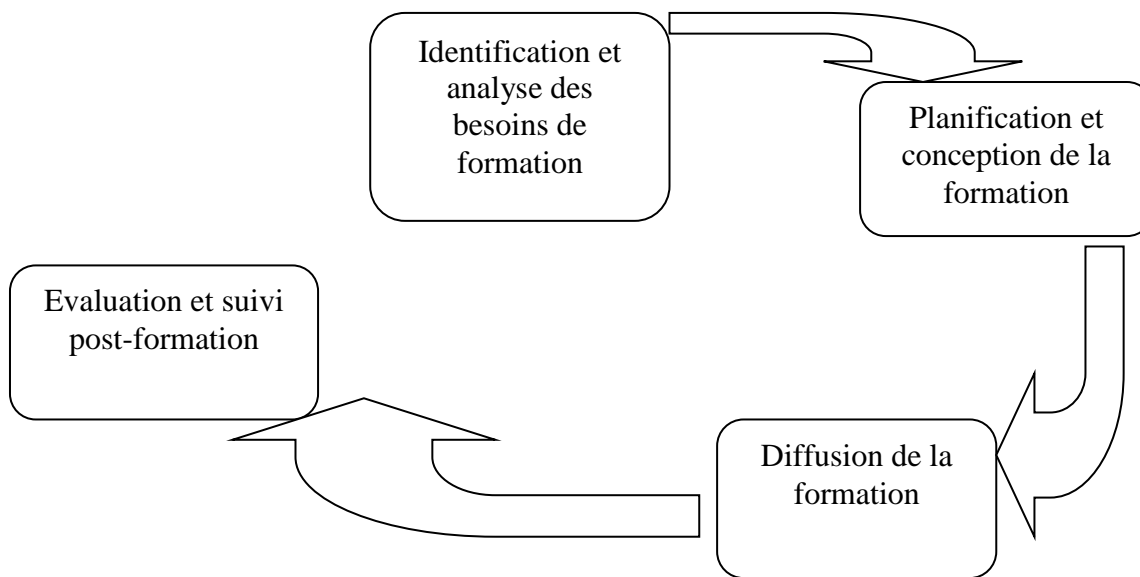 Identification et
analyse des
besoins de
formation
Planification et
conception de la
formation
Evaluation et suivi
post-formation
Diffusion de la
formation